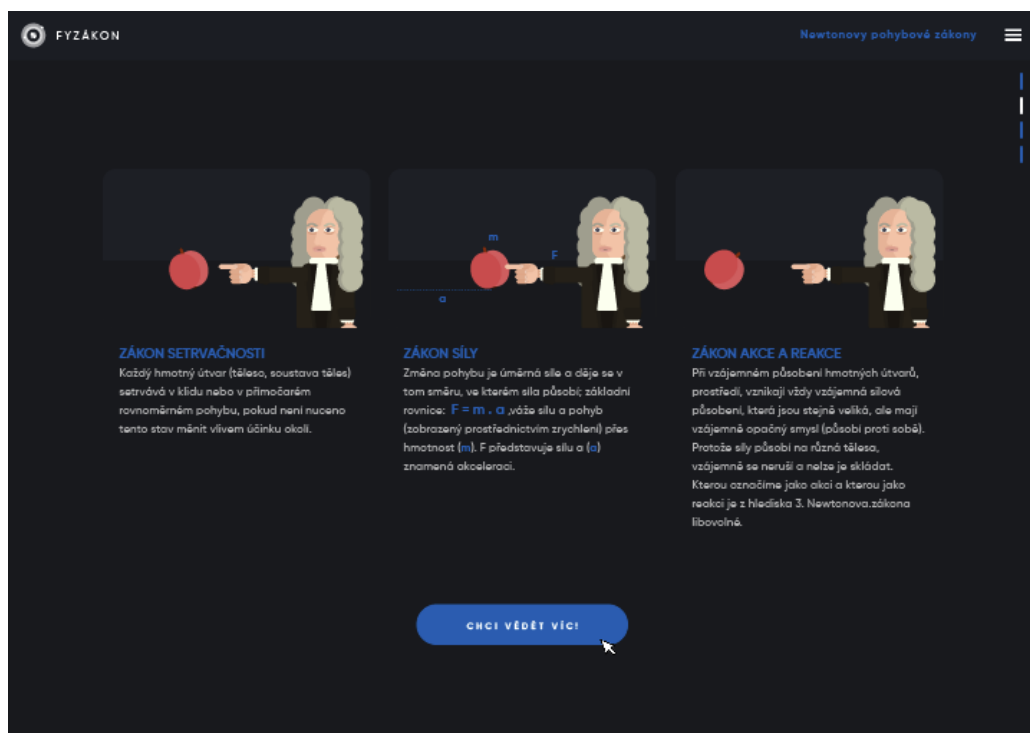 FYZÁKON
Newtonovy pohybové zákony
m
F
a
ZÁKON SETRVAČNOSTI
Každý hmotný útvar (těleso, soustava těles)
setrvává v klidu nebo v přímočarém
rovnoměrném pohybu, pokud není nuceno
tento stav měnit vlivem účinku okolí.
ZÁKON SÍLY
Změna pohybu je úměrná síle a děje se v
tom směru, ve kterém síla působí; základní
rovnice: F = m . a ,váže sílu a pohyb
(zobrazený prostřednictvím zrychlení) přes
hmotnost (m). F představuje sílu a (a)
znamená akceleraci.
ZÁKON AKCE A REAKCE
Při vzájemném působení hmotných útvarů,
prostředí, vznikají vždy vzájemná silová
působení, která jsou stejně veliká, ale mají
vzájemně opačný smysl (působí proti sobě).
Protože síly působí na různá tělesa,
vzájemně se neruší a nelze je skládat.
Kterou označíme jako akci a kterou jako
reakci je z hlediska 3. Newtonova.zákona
libovolné.
CHCI VĚDĚT VÍC!